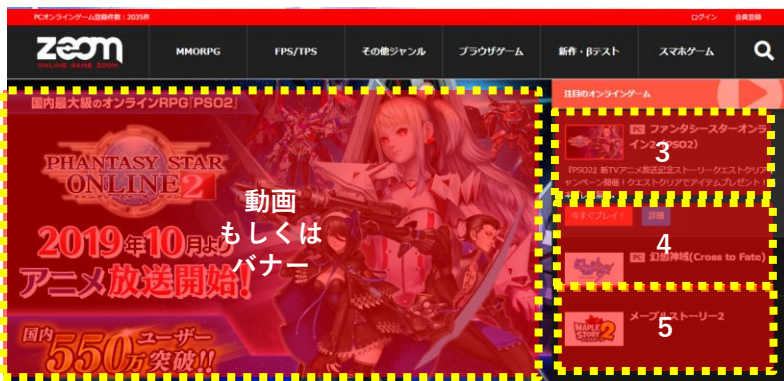 PCオンラインゲーム登録件数：2035件
ログイン 会員登録
ZOOM
ONLINE GAME ZOOM
MMORPG
FPS/TPS
その他ジャンル
ブラウザゲーム
新作・βテスト
スマホゲーム
国内最大級のオンラインRPG『PSO2』
PHANTASY STAR
ONLINE 2
2019年10月より
アニメ放送開始!
国内
550万
ユーザー
突破!!
動画
もしくは
バナー
注目のオンラインゲーム
PC ファンタシースターオンラ
イン2(PSO2)
3
『PSO2』新TVアニメ放送記念ストーリークエストクリアキ
ャンペーン開催！クエストクリアでアイテムプレゼント！
今すぐプレイ！
詳細
4
PC 幻想神域(Cross to Fate)
メープルストーリー2
5
MAPLE
STORY
2